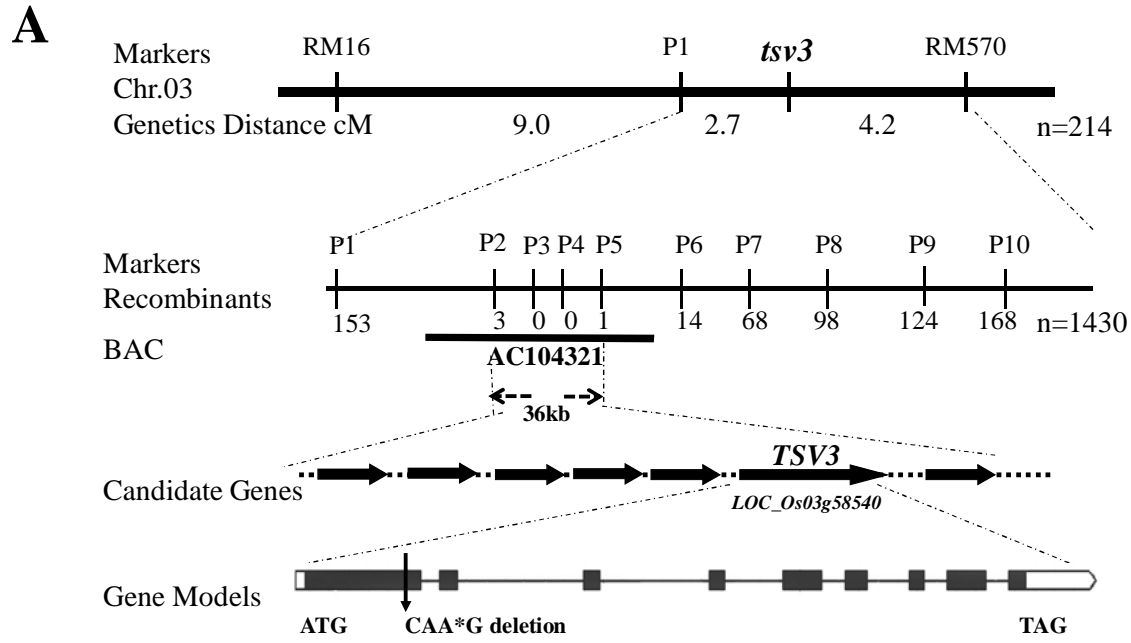 A
Markers RM16 P1 tsv3 RM570
Chr.03
Genetics Distance cM 9.0 2.7 4.2 n=214
Markers P1 P2 P3 P4 P5 P6 P7 P8 P9 P10
Recombinants 153 3 0 0 1 14 68 98 124 168 n=1430
BAC AC104321
36kb
TSV3
Candidate Genes LOC_Os03g58540
Gene Models
ATG CAA*G deletion TAG